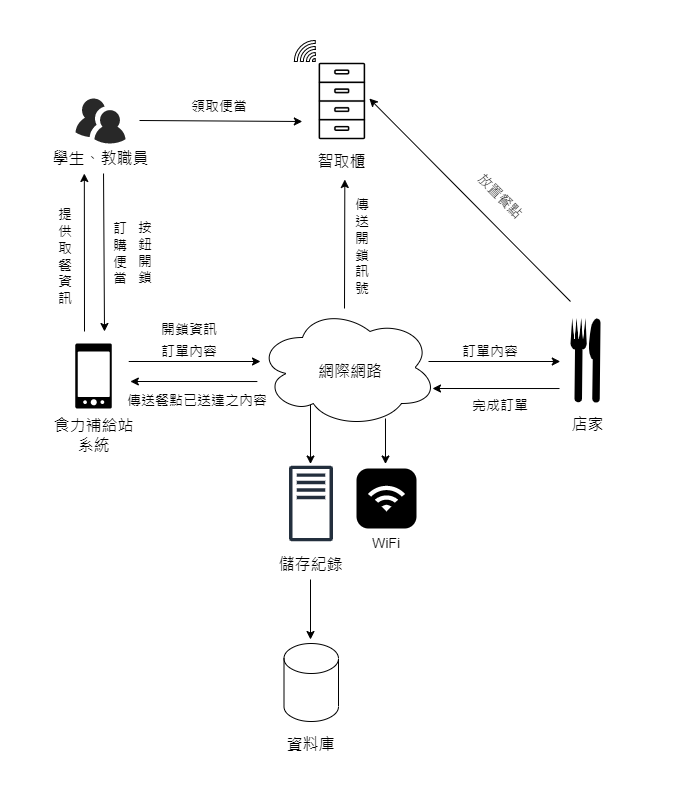 領取便當
學生、教職員
智取櫃
放置餐點
提供取餐資訊
訂購便當
按鈕開鎖
傳送開鎖訊號
開鎖資訊
訂單內容
網際網路
訂單內容
傳送餐點已送達之內容
完成訂單
食力補給站
系統
店家
WiFi
儲存紀錄
資料庫